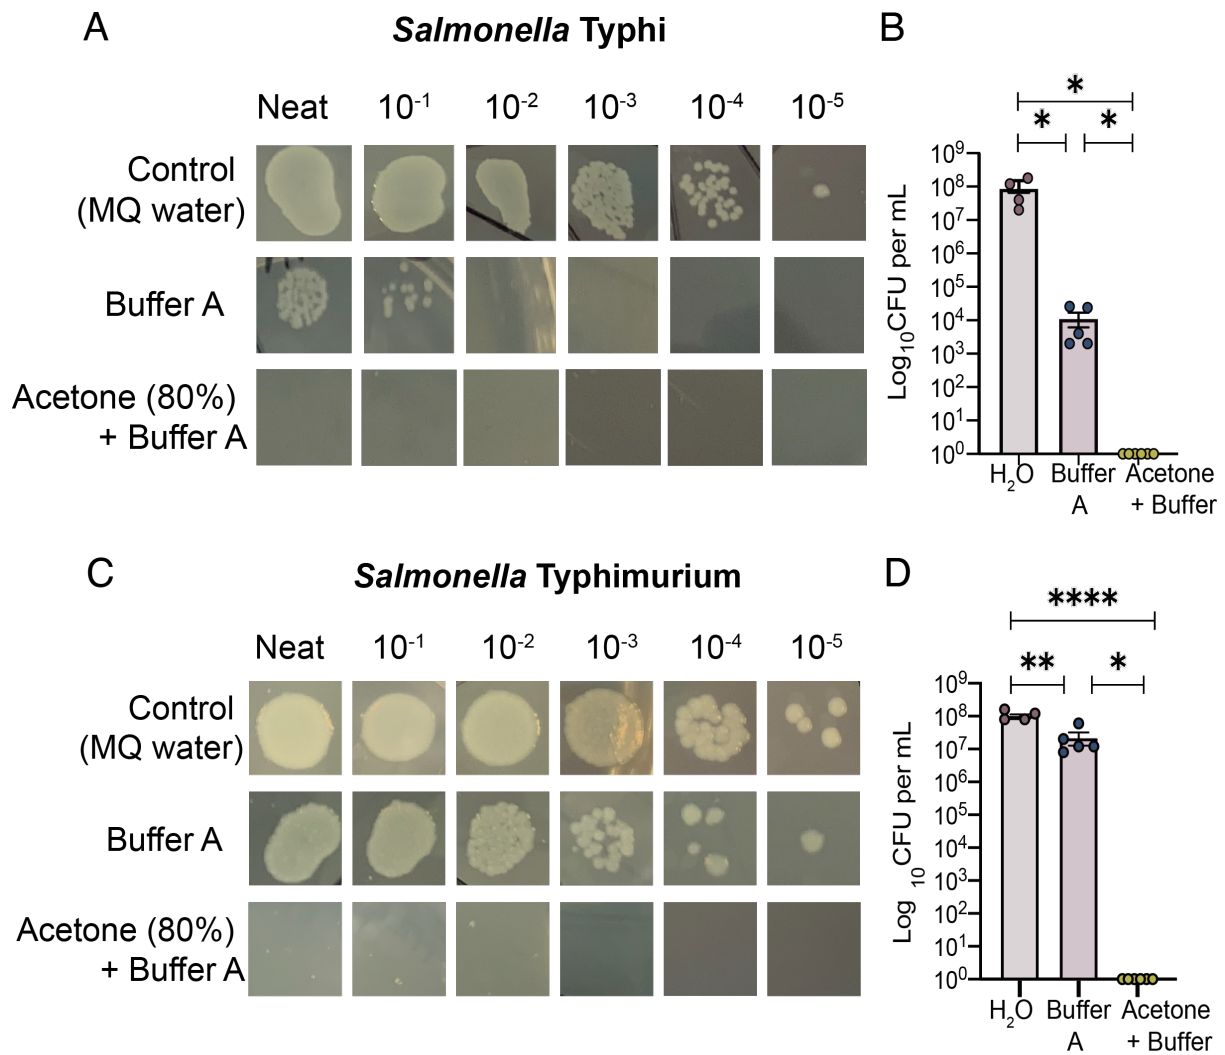 A
Salmonella Typhi
Neat 10-1 10-2 10-3 10-4 10-5
Control
(MQ water)
Buffer A
Acetone (80%)
+ Buffer A
B
*
* *
Log10CFU per mL
10⁹
10⁸
10⁷
10⁶
10⁵
10⁴
10³
10²
10¹
10⁰
H₂O Buffer A Acetone + Buffer
C
Salmonella Typhimurium
Neat 10-1 10-2 10-3 10-4 10-5
Control
(MQ water)
Buffer A
Acetone (80%)
+ Buffer A
D
****
** *
Log 10CFU per mL
10⁹
10⁸
10⁷
10⁶
10⁵
10⁴
10³
10²
10¹
10⁰
H₂O Buffer A Acetone + Buffer